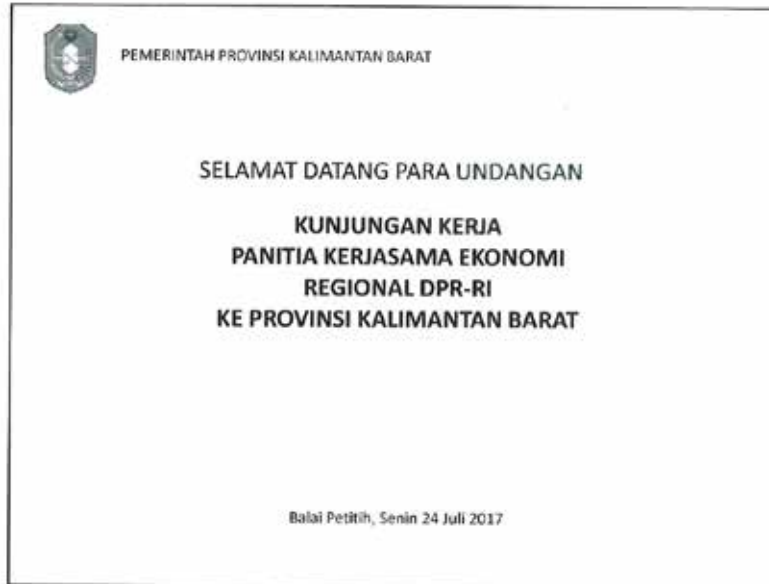 PEMERINTAH PROVINSI KALIMANTAN BARAT
SELAMAT DATANG PARA UNDANGAN
KUNJUNGAN KERJA
PANITIA KERJASAMA EKONOMI
REGIONAL DPR-RI
KE PROVINSI KALIMANTAN BARAT
Balai Petitih, Senin 24 Juli 2017